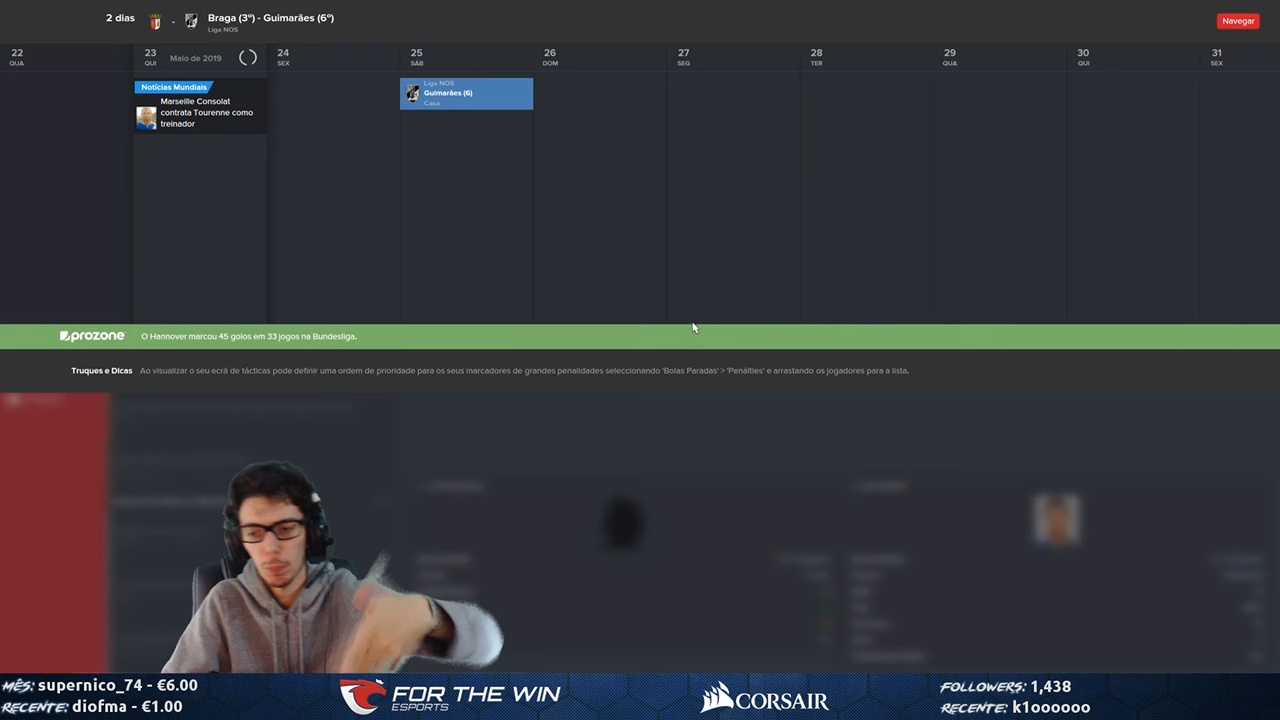 2 dias
-
Braga (3º) - Guimarães (6º)
Liga NOS
Navegar
22
QUA
23
QUI
Maio de 2019
24
SEX
25
SÁB
26
DOM
27
SEG
28
TER
29
QUA
30
QUI
31
SEX
Notícias Mundiais
Marseille Consolat
contrata Tourenne como
treinador
Liga NOS
Guimarães (6)
Casa
prozone
O Hannover marcou 45 golos em 33 jogos na Bundesliga.
Truques e Dicas
Ao visualizar o seu ecrã de tácticas pode definir uma ordem de prioridade para os seus marcadores de grandes penalidades seleccionando 'Bolas Paradas' > 'Penálties' e arrastando os jogadores para a lista.
MÊS: supernico_74 - €6.00
RECENTE: diofma - €1.00
FOR THE WIN
ESPORTS
CORSAIR
FOLLOWERS: 1,438
RECENTE: k1oooooo